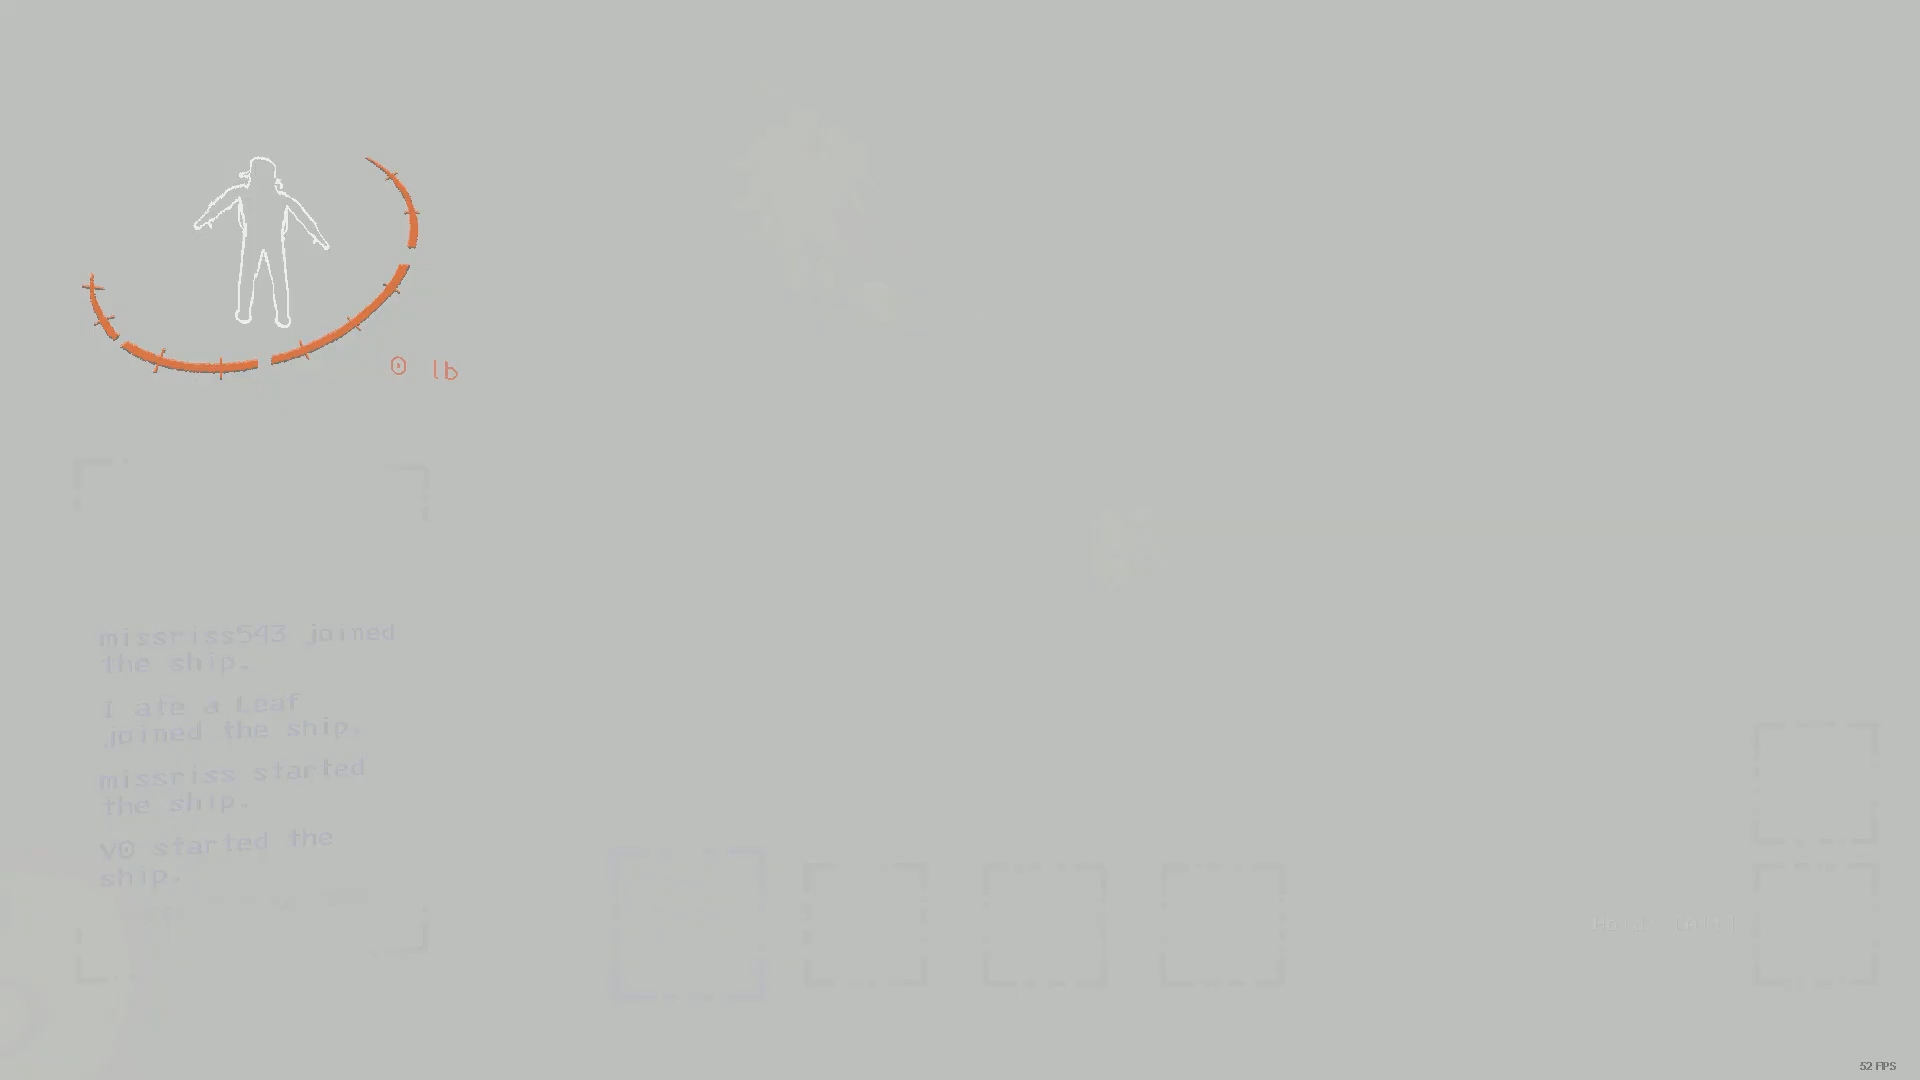 0 lb
missriss543 joined
the ship.
I ate a Leaf
joined the ship.
missriss started
the ship.
V0 started the
ship.
52 FPS